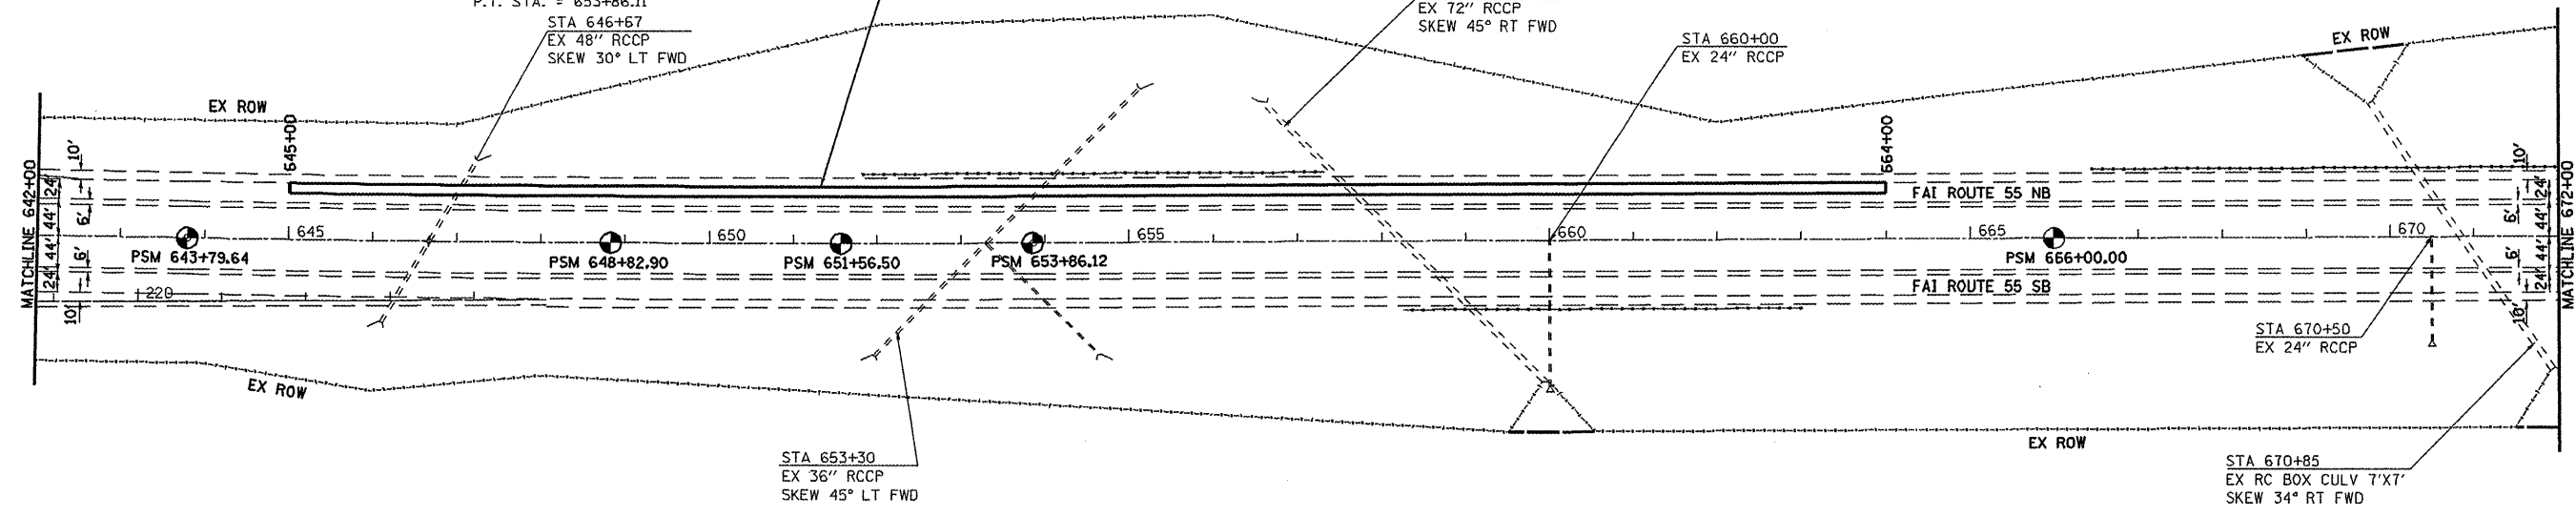 P.T. STA. = 653+86.11
STA 646+67
EX 48" RCCP
SKEW 30° LT FWD
EX 72" RCCP
SKEW 45° RT FWD
STA 660+00
EX 24" RCCP
EX ROW
EX ROW
MATCHLINE 642+00
10'
24'
44'
6'
44'
6'
24'
10'
645+00
664+00
FAI ROUTE 55 NB
645
650
655
660
665
670
PSM 643+79.64
PSM 648+82.90
PSM 651+56.50
PSM 653+86.12
PSM 666+00.00
220
FAI ROUTE 55 SB
10'
24'
44'
6'
44'
6'
24'
10'
MATCHLINE 672+00
EX ROW
STA 670+50
EX 24" RCCP
EX ROW
STA 653+30
EX 36" RCCP
SKEW 45° LT FWD
STA 670+85
EX RC BOX CULV 7'X7'
SKEW 34° RT FWD